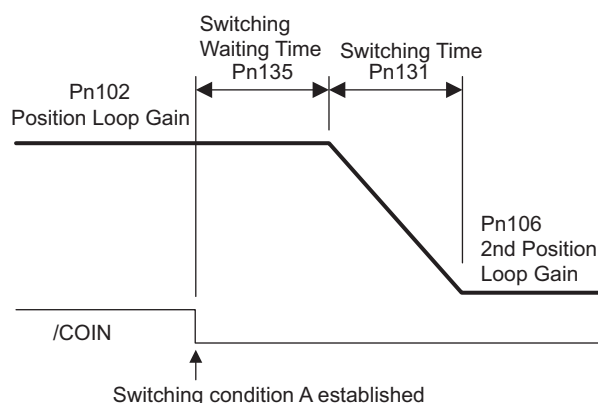 Switching
Waiting Time
Pn135
Switching Time
Pn131
Pn102
Position Loop Gain
Pn106
2nd Position
Loop Gain
/COIN
Switching condition A established